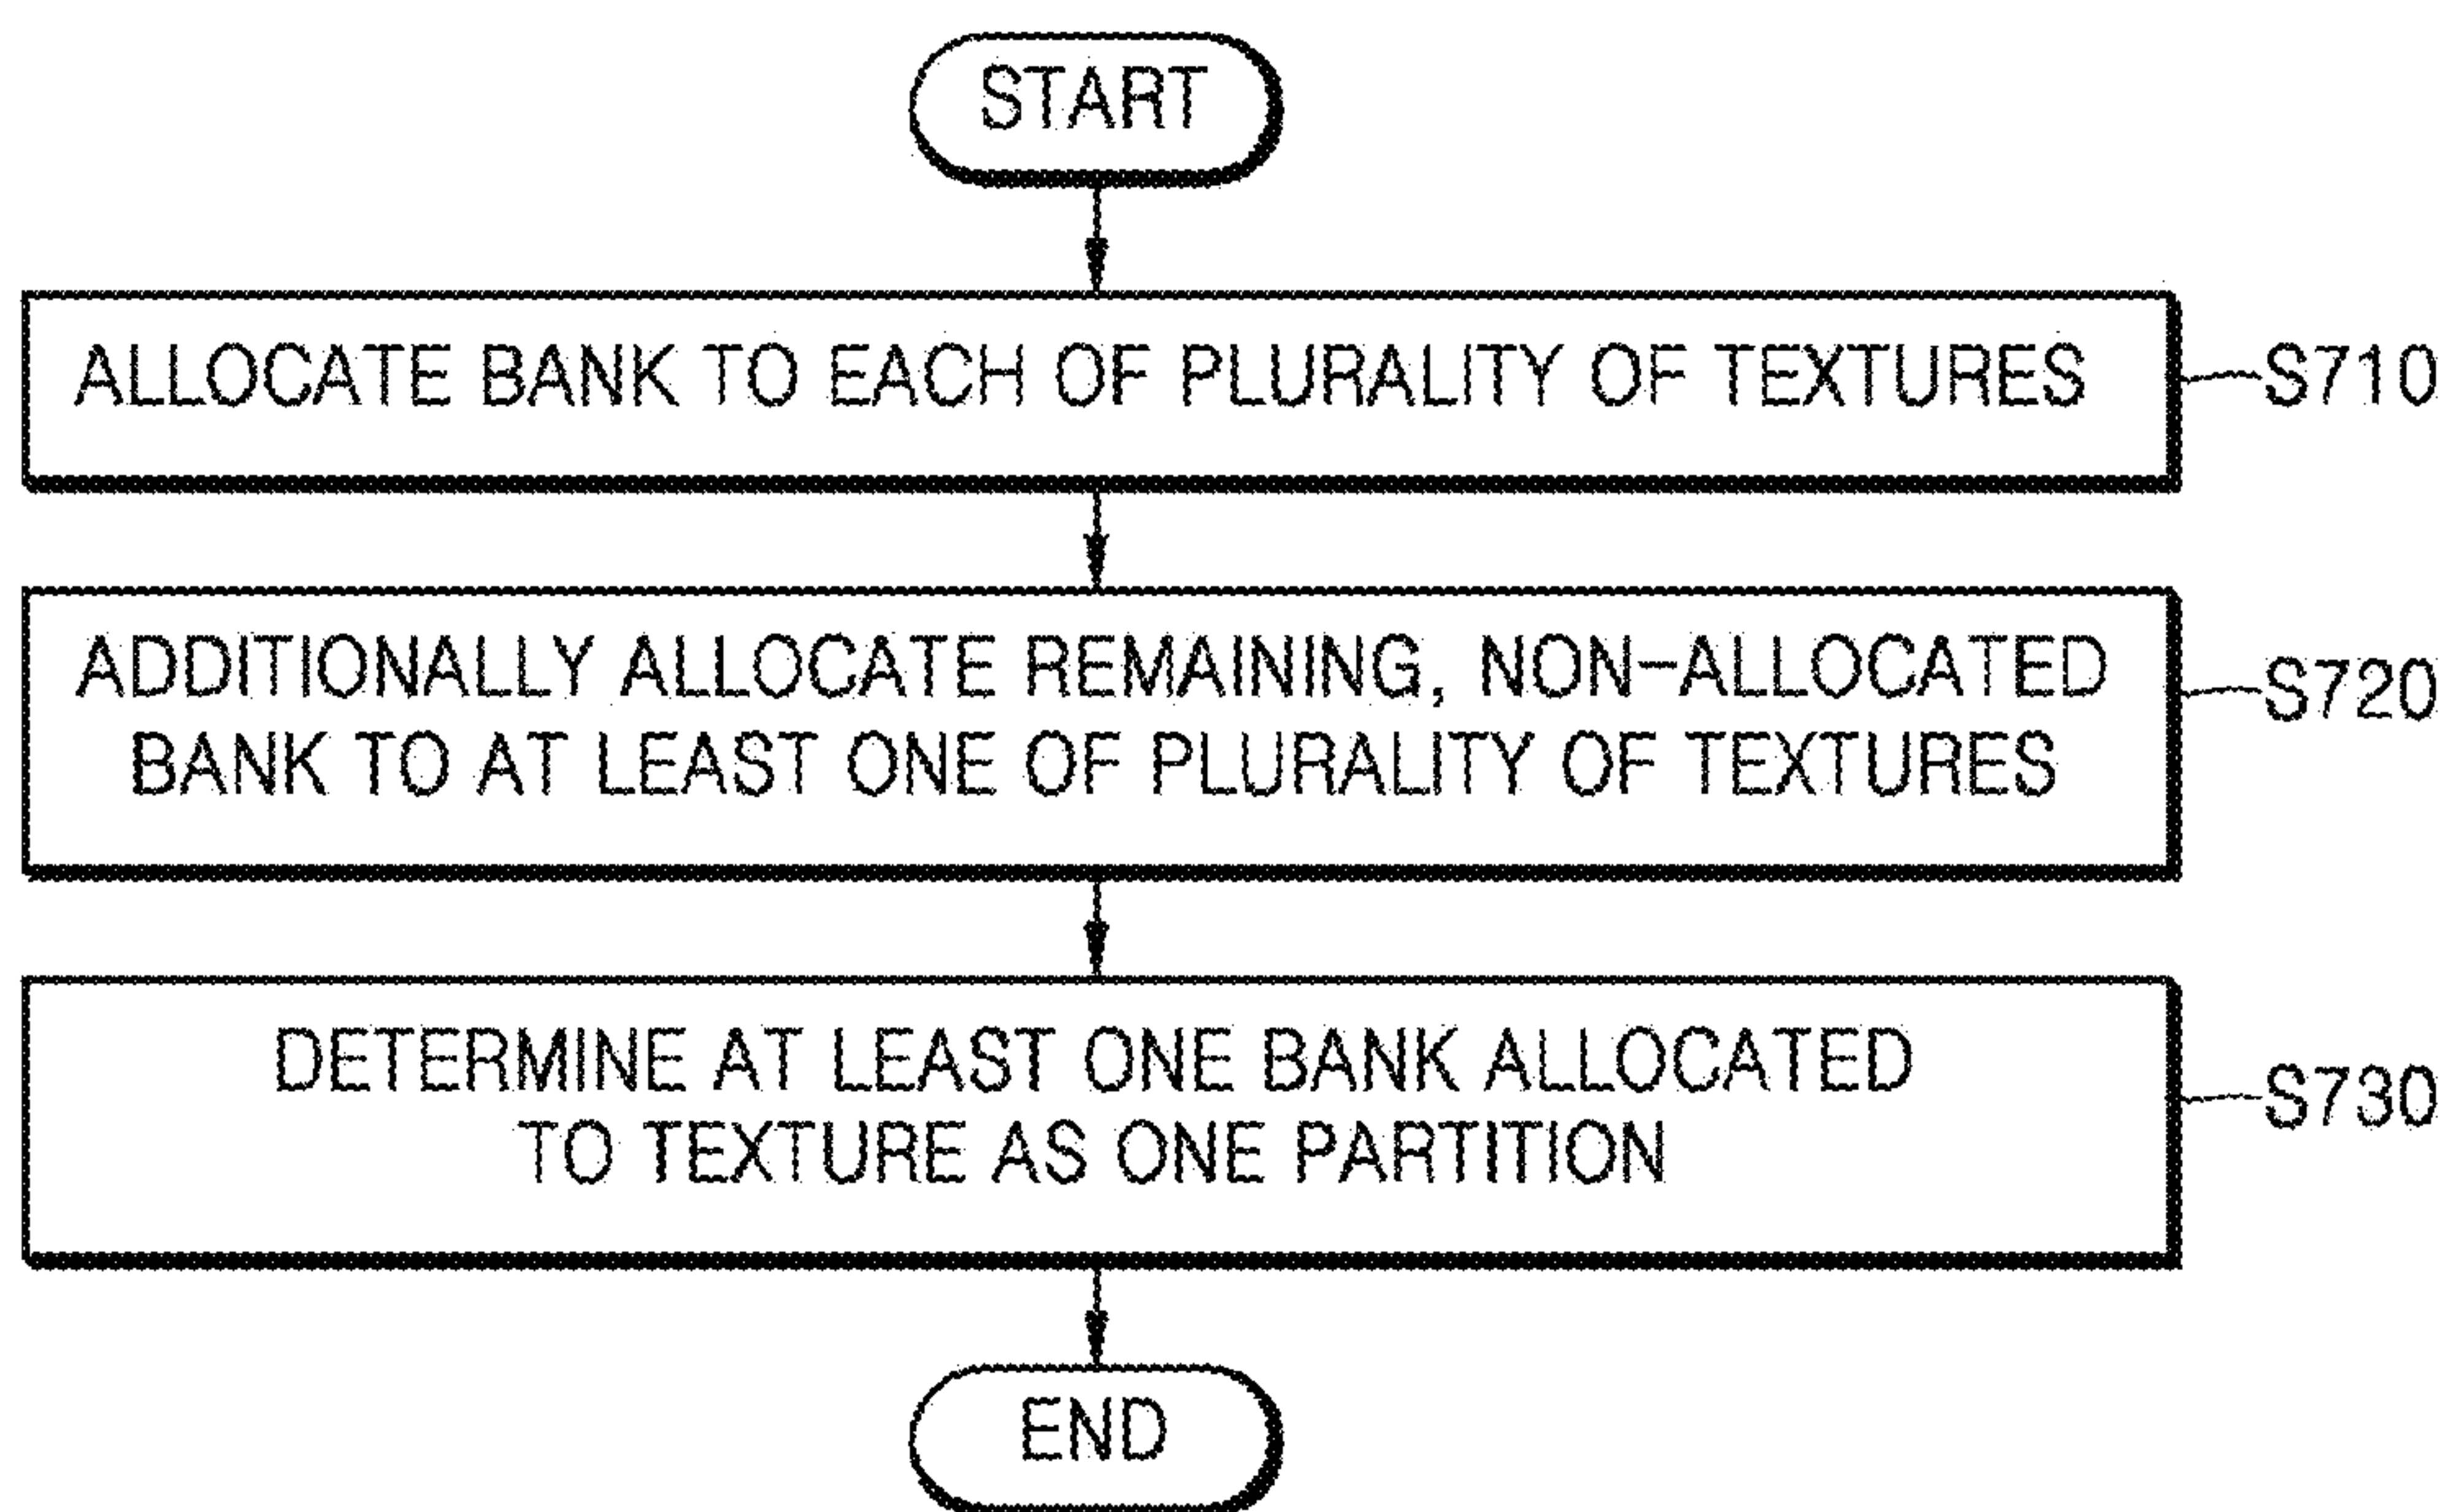 START
ALLOCATE BANK TO EACH OF PLURALITY OF TEXTURES
S710
ADDITIONALLY ALLOCATE REMAINING, NON-ALLOCATED
BANK TO AT LEAST ONE OF PLURALITY OF TEXTURES
S720
DETERMINE AT LEAST ONE BANK ALLOCATED
TO TEXTURE AS ONE PARTITION
S730
END